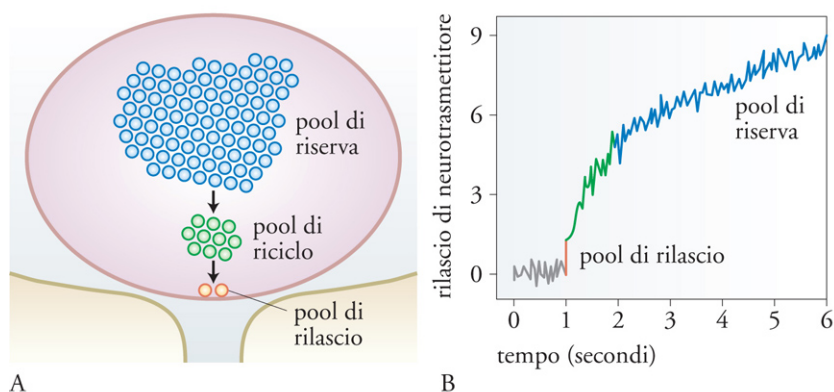 pool di
riserva
pool di
riciclo
pool di
rilascio
A
rilascio di neurotrasmettitore
9
6
3
0
pool di
riserva
pool di rilascio
0 1 2 3 4 5 6
tempo (secondi)
B